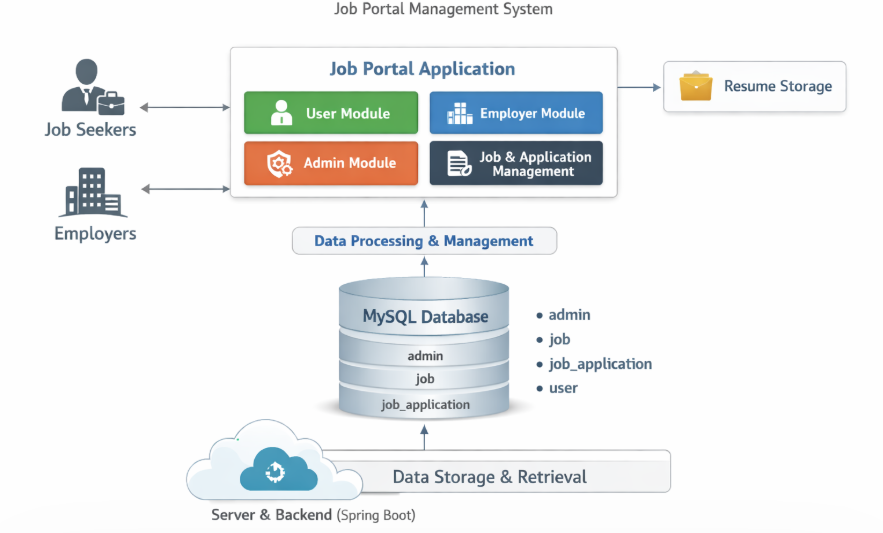 Job Portal Management System
Job Portal Application
User Module
Employer Module
Admin Module
Job & Application
Management
Resume Storage
Job Seekers
Employers
Data Processing & Management
MySQL Database
admin
job
job_application
• admin
• job
• job_application
• user
Data Storage & Retrieval
Server & Backend (Spring Boot)